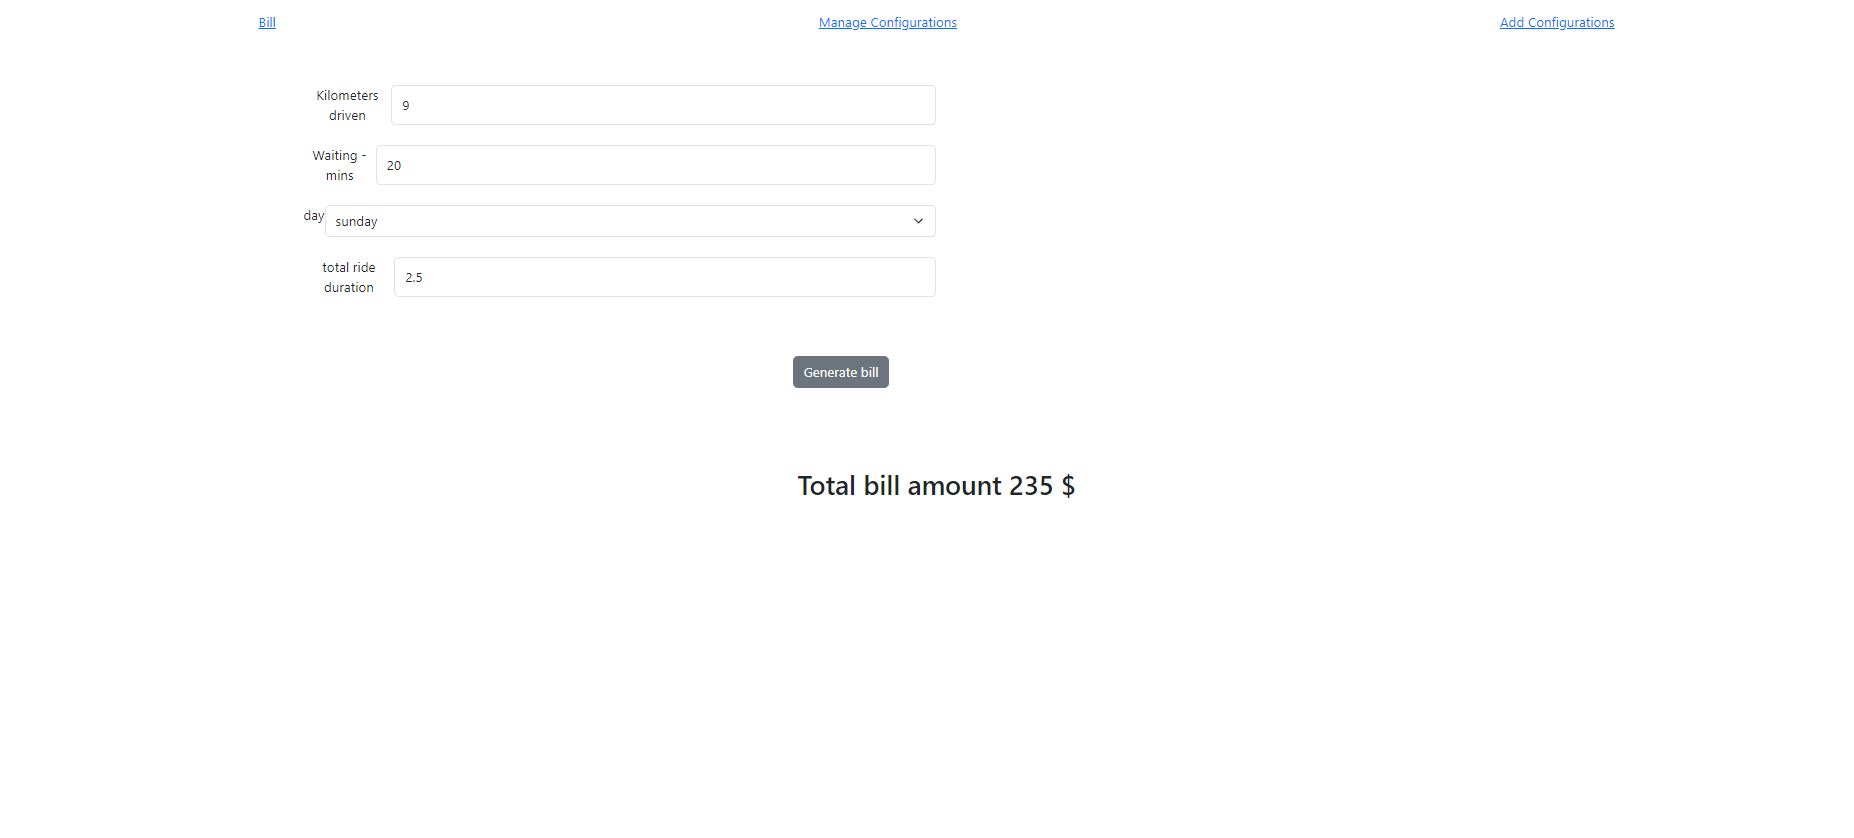 Bill Manage Configurations Add Configurations
Kilometers
driven
9
Waiting -
mins
20
day
sunday
total ride
duration
2.5
Generate bill
Total bill amount 235 $